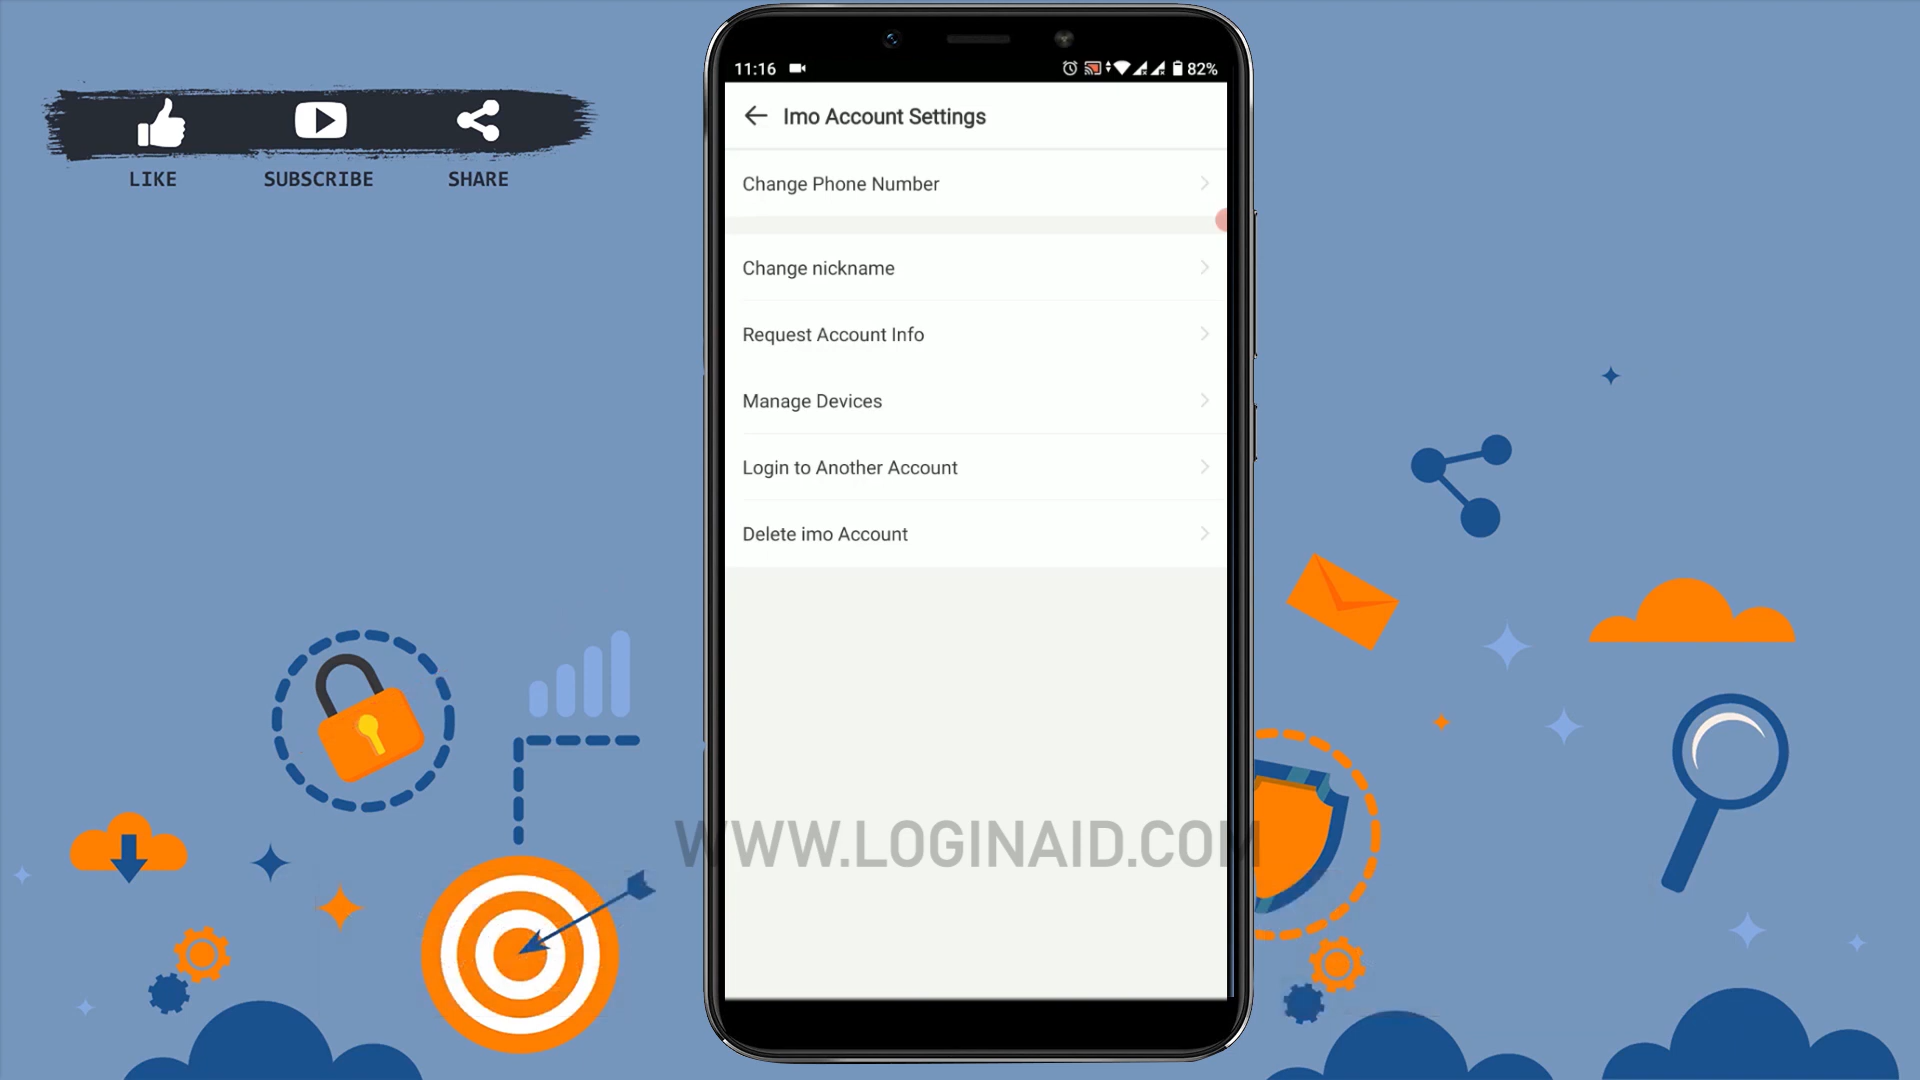 LIKE SUBSCRIBE SHARE
11:16 82%
Imo Account Settings
Change Phone Number
Change nickname
Request Account Info
Manage Devices
Login to Another Account
Delete imo Account
WWW.LOGINAID.COM